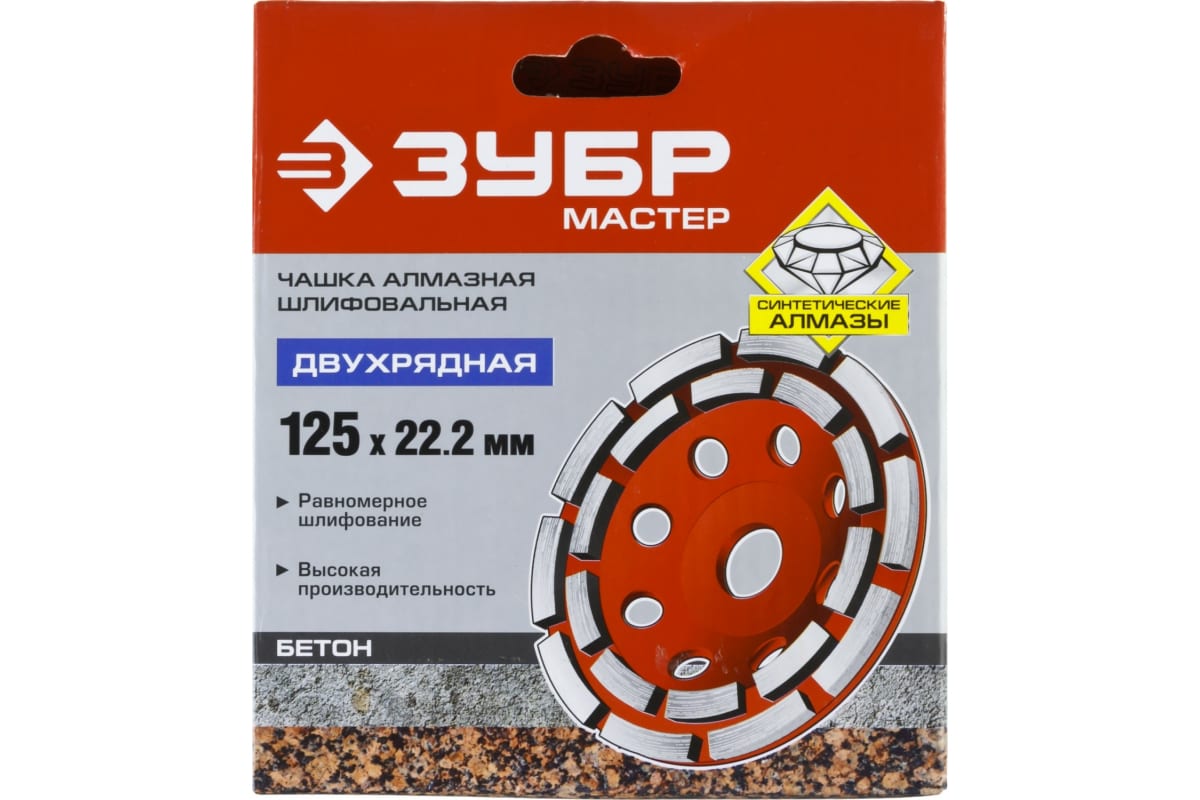 ЗУБР
МАСТЕР
СИНТЕТИЧЕСКИЕ
АЛМАЗЫ
ЧАШКА АЛМАЗНАЯ
ШЛИФОВАЛЬНАЯ
ДВУХРЯДНАЯ
125 x 22.2 мм
▶ Равномерное
шлифование
▶ Высокая
производительность
БЕТОН